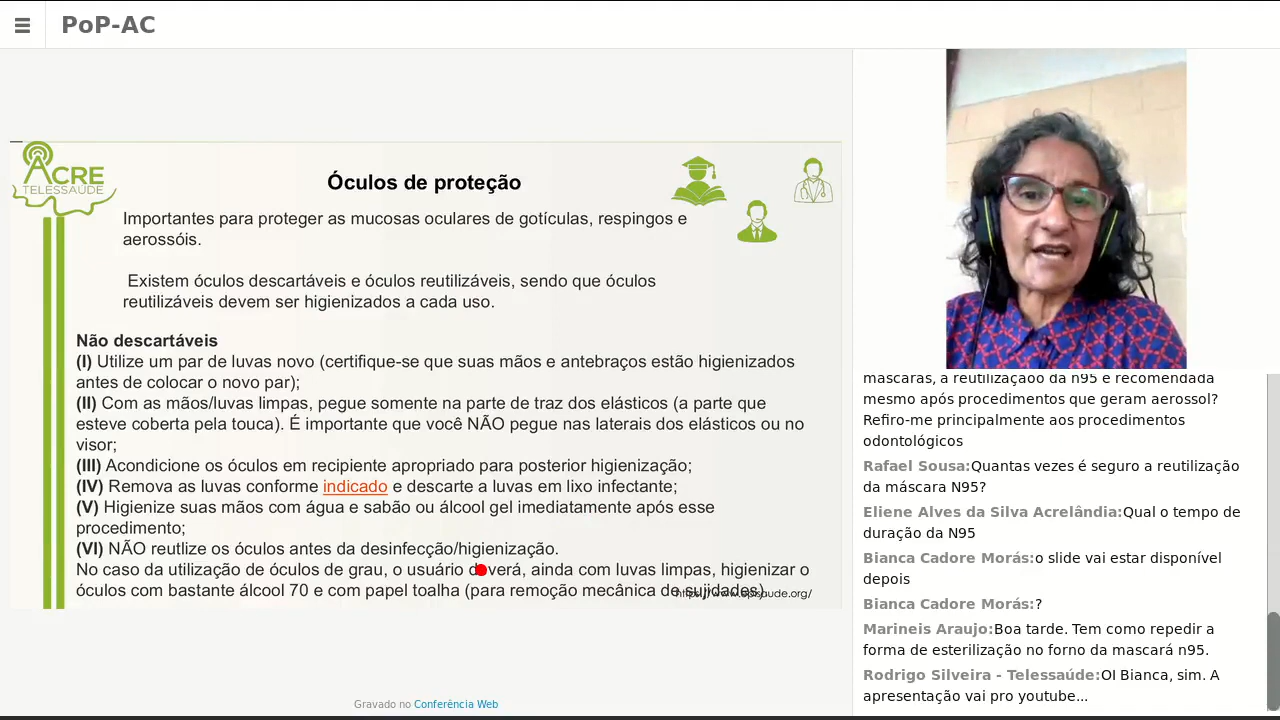 PoP-AC
ACRE
TELESSAÚDE
Óculos de proteção
Importantes para proteger as mucosas oculares de gotículas, respingos e
aerossóis.
Existem óculos descartáveis e óculos reutilizáveis, sendo que óculos
reutilizáveis devem ser higienizados a cada uso.
Não descartáveis
(I) Utilize um par de luvas novo (certifique-se que suas mãos e antebraços estão higienizados
antes de colocar o novo par);
(II) Com as mãos/luvas limpas, pegue somente na parte de traz dos elásticos (a parte que
esteve coberta pela touca). É importante que você NÃO pegue nas laterais dos elásticos ou no
visor;
(III) Acondicione os óculos em recipiente apropriado para posterior higienização;
(IV) Remova as luvas conforme indicado e descarte a luvas em lixo infectante;
(V) Higienize suas mãos com água e sabão ou álcool gel imediatamente após esse
procedimento;
(VI) NÃO reutlize os óculos antes da desinfecção/higienização.
No caso da utilização de óculos de grau, o usuário deverá, ainda com luvas limpas, higienizar o
óculos com bastante álcool 70 e com papel toalha (para remoção mecânica de sujidades)
Gravado no Conferência Web
máscaras, a reutilizaçãoo da n95 é recomendada
mesmo após procedimentos que geram aerossol?
Refiro-me principalmente aos procedimentos
odontológicos
Rafael Sousa:Quantas vezes é seguro a reutilização
da máscara N95?
Eliene Alves da Silva Acrelândia:Qual o tempo de
duração da N95
Bianca Cadore Morás:o slide vai estar disponível
depois
Bianca Cadore Morás:?
Marineis Araujo:Boa tarde. Tem como repedir a
forma de esterilização no forno da mascará n95.
Rodrigo Silveira - Telessaúde:OI Bianca, sim. A
apresentação vai pro youtube...